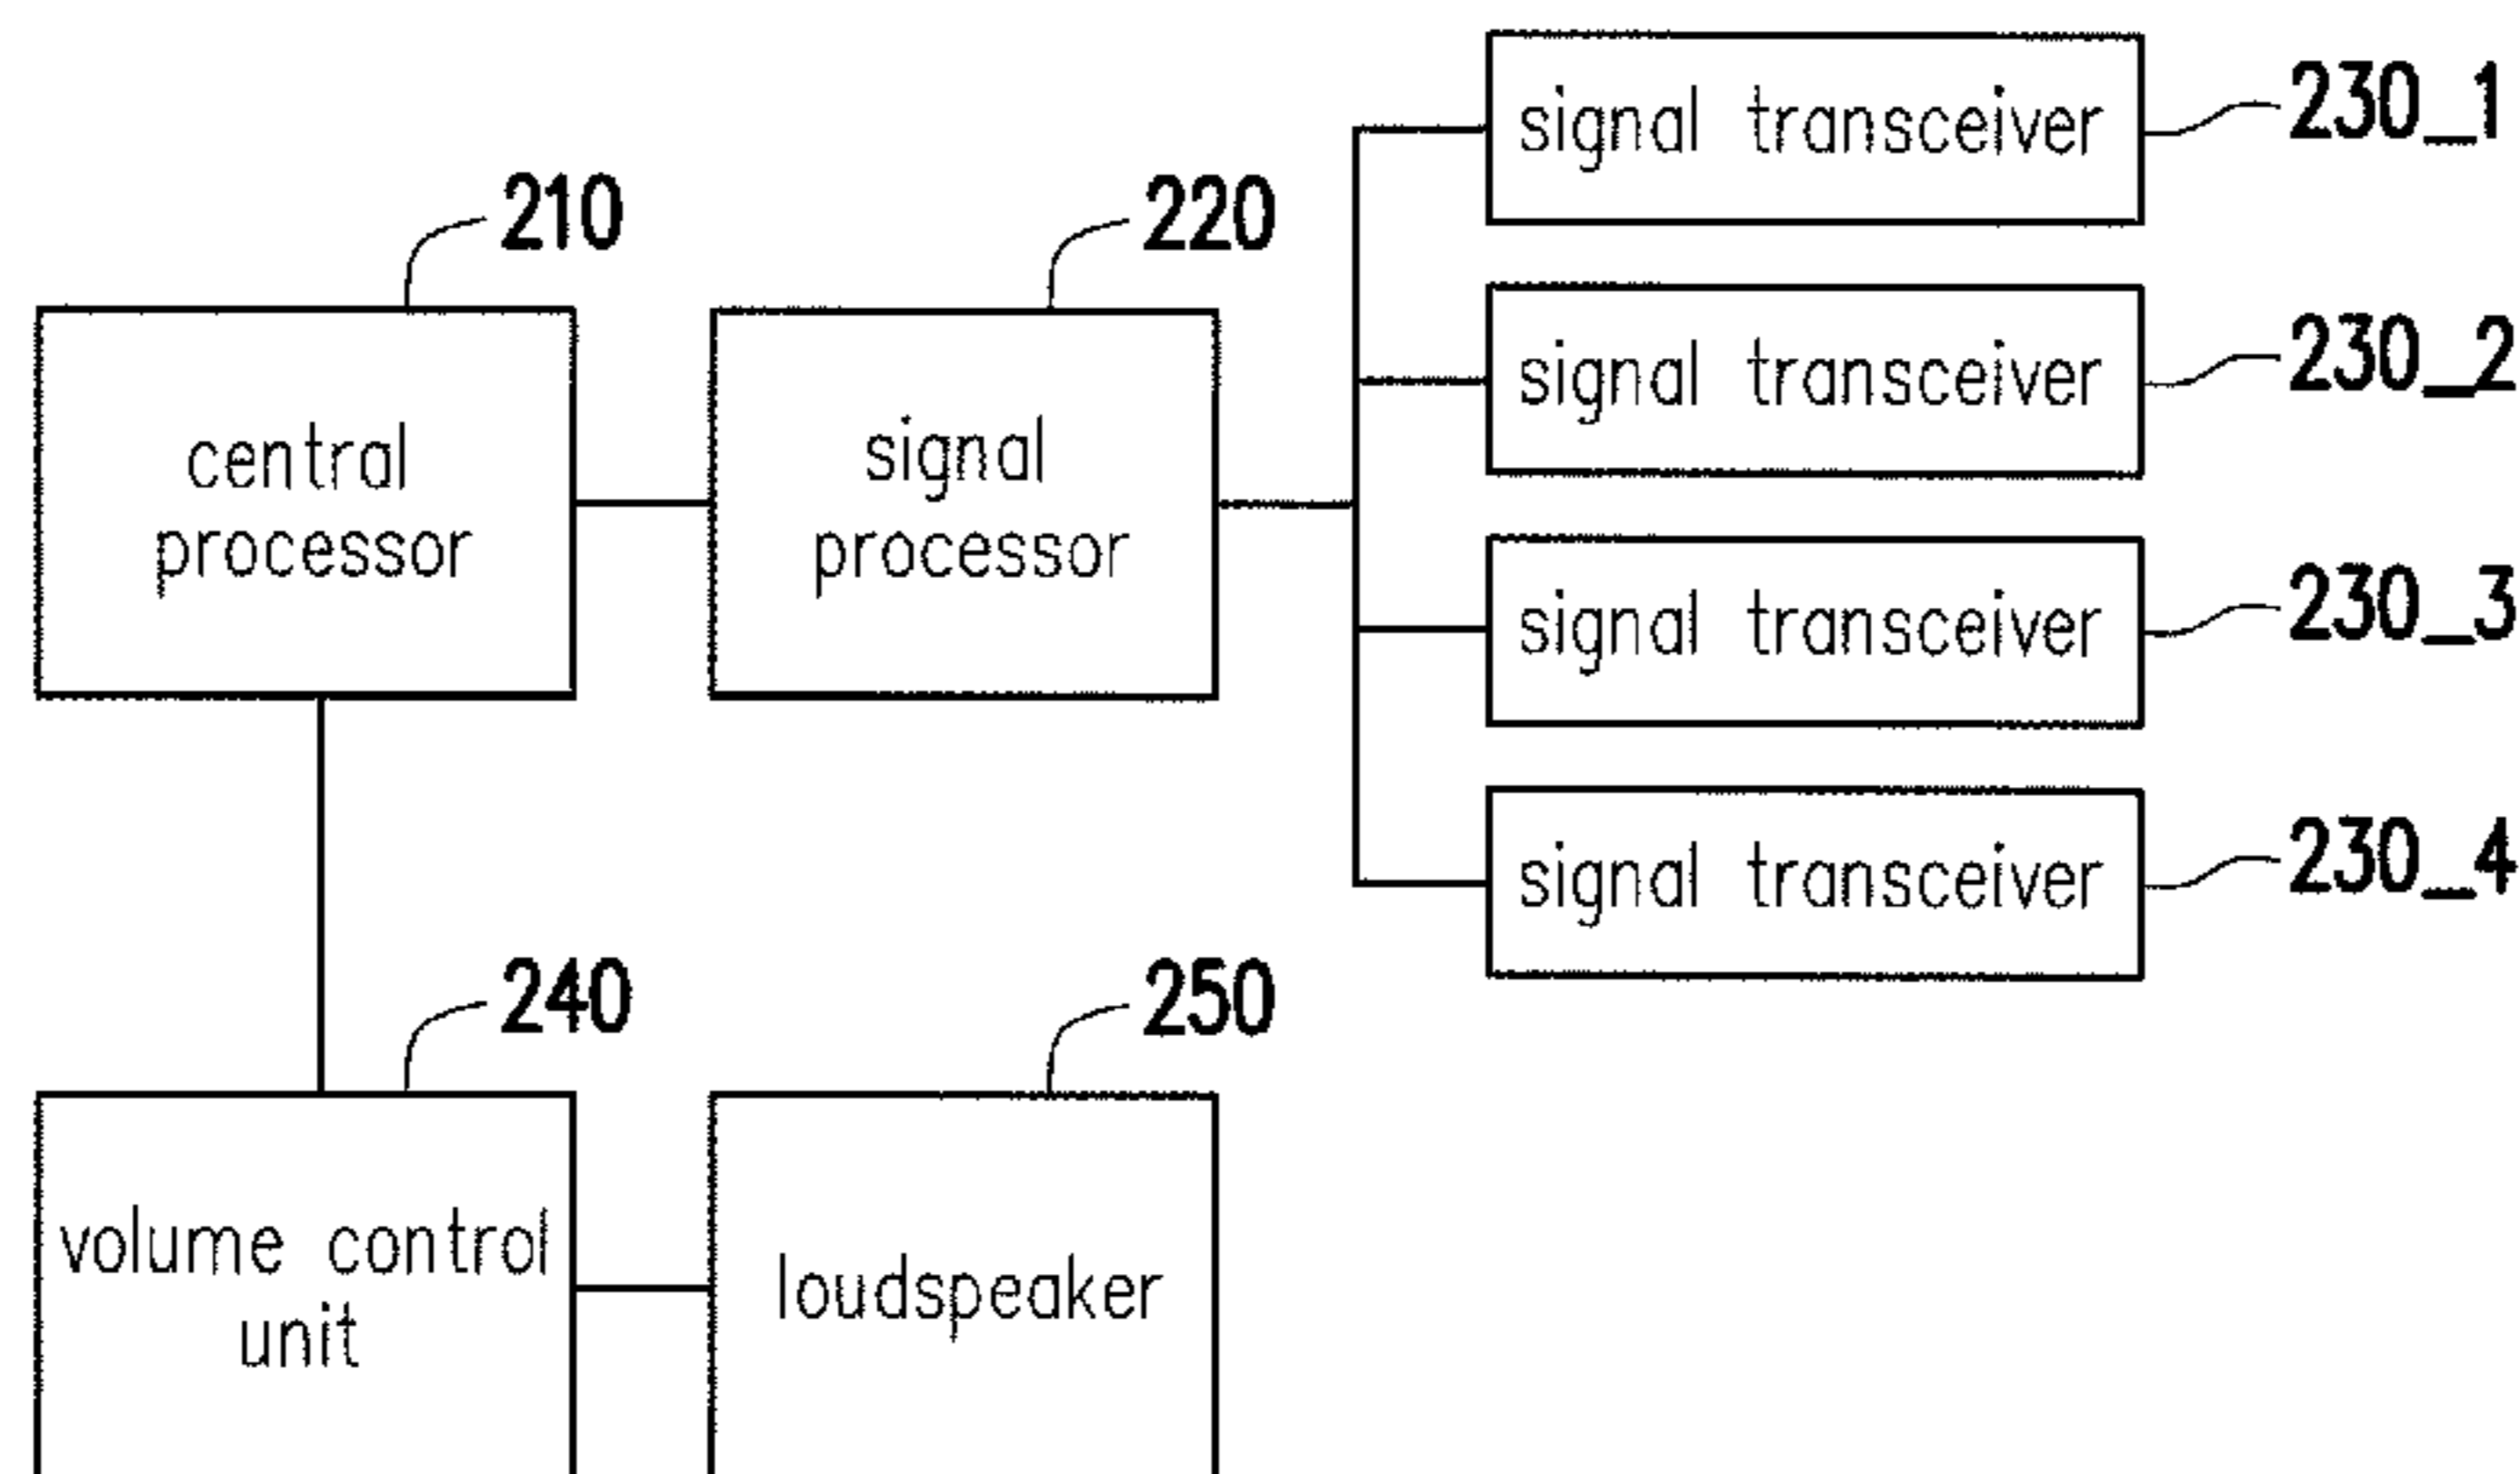 230_1
signal transceiver
210
220
230_2
signal transceiver
central
processor
signal
processor
230_3
signal transceiver
230_4
signal transceiver
240
250
volume control
unit
loudspeaker